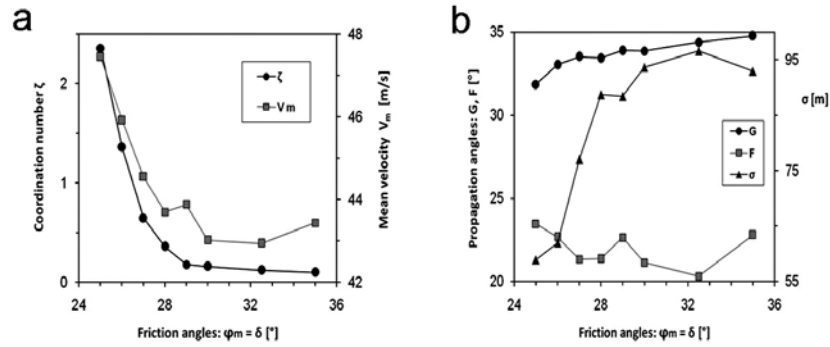 a
Coordination number ζ
2
1
0
ζ
Vm
48
46
44
42
Mean velocity Vm [m/s]
24
28
32
36
Friction angles: φm = δ [°]
b
Propagation angles: G, F [°]
35
30
25
20
G
F
σ
95
75
55
σ [m]
24
28
32
36
Friction angles: φm = δ [°]